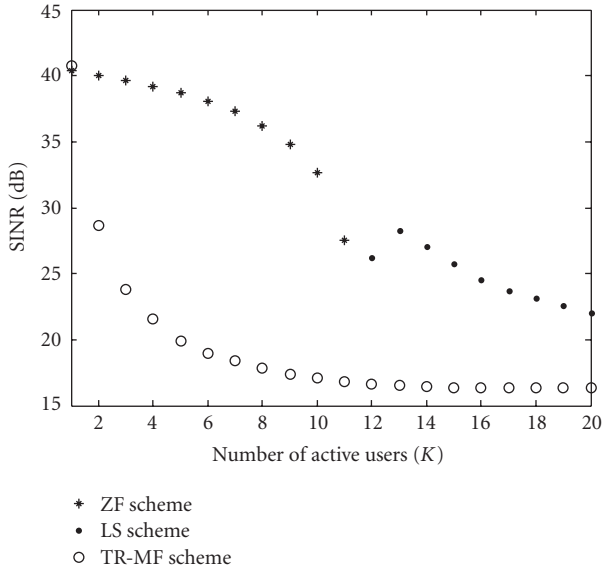 40
35
30
25
20
15
SINR (dB)
2 4 6 8 10 12 14 16 18 20
Number of active users (K)
ZF scheme
LS scheme
TR-MF scheme